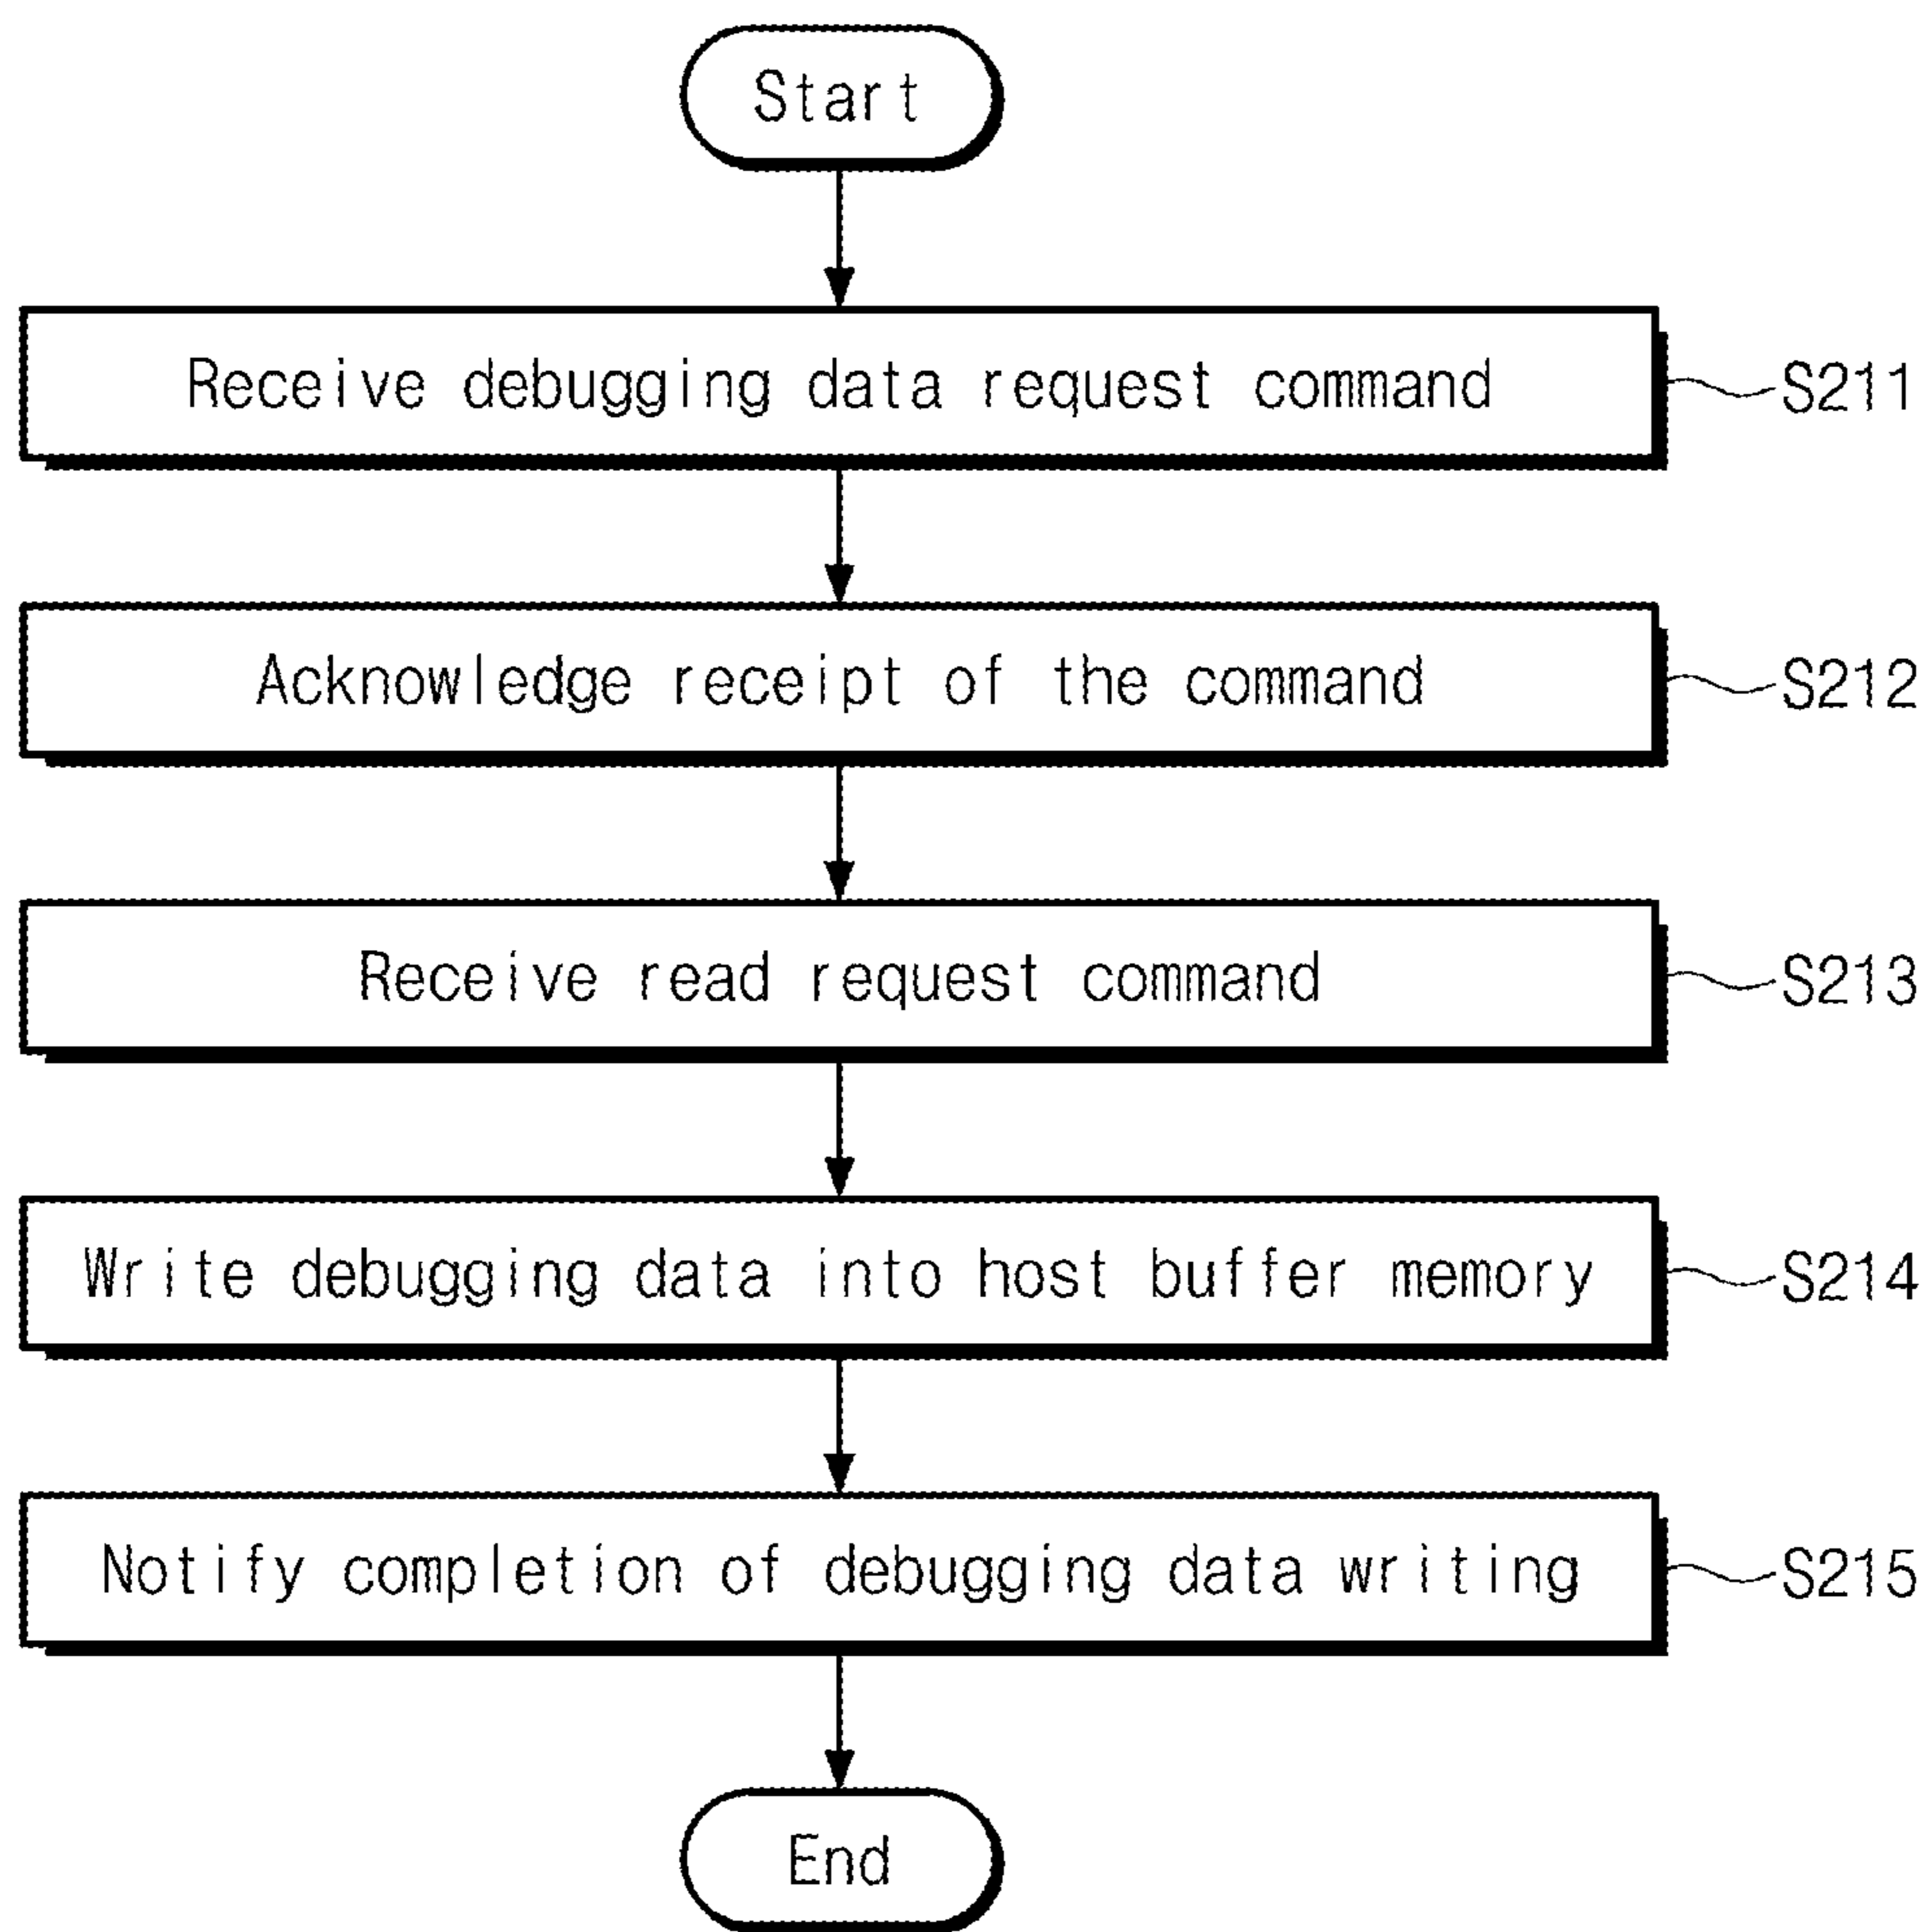 Start
Receive debugging data request command
S211
Acknowledge receipt of the command
S212
Receive read request command
S213
Write debugging data into host buffer memory
S214
Notify completion of debugging data writing
S215
End